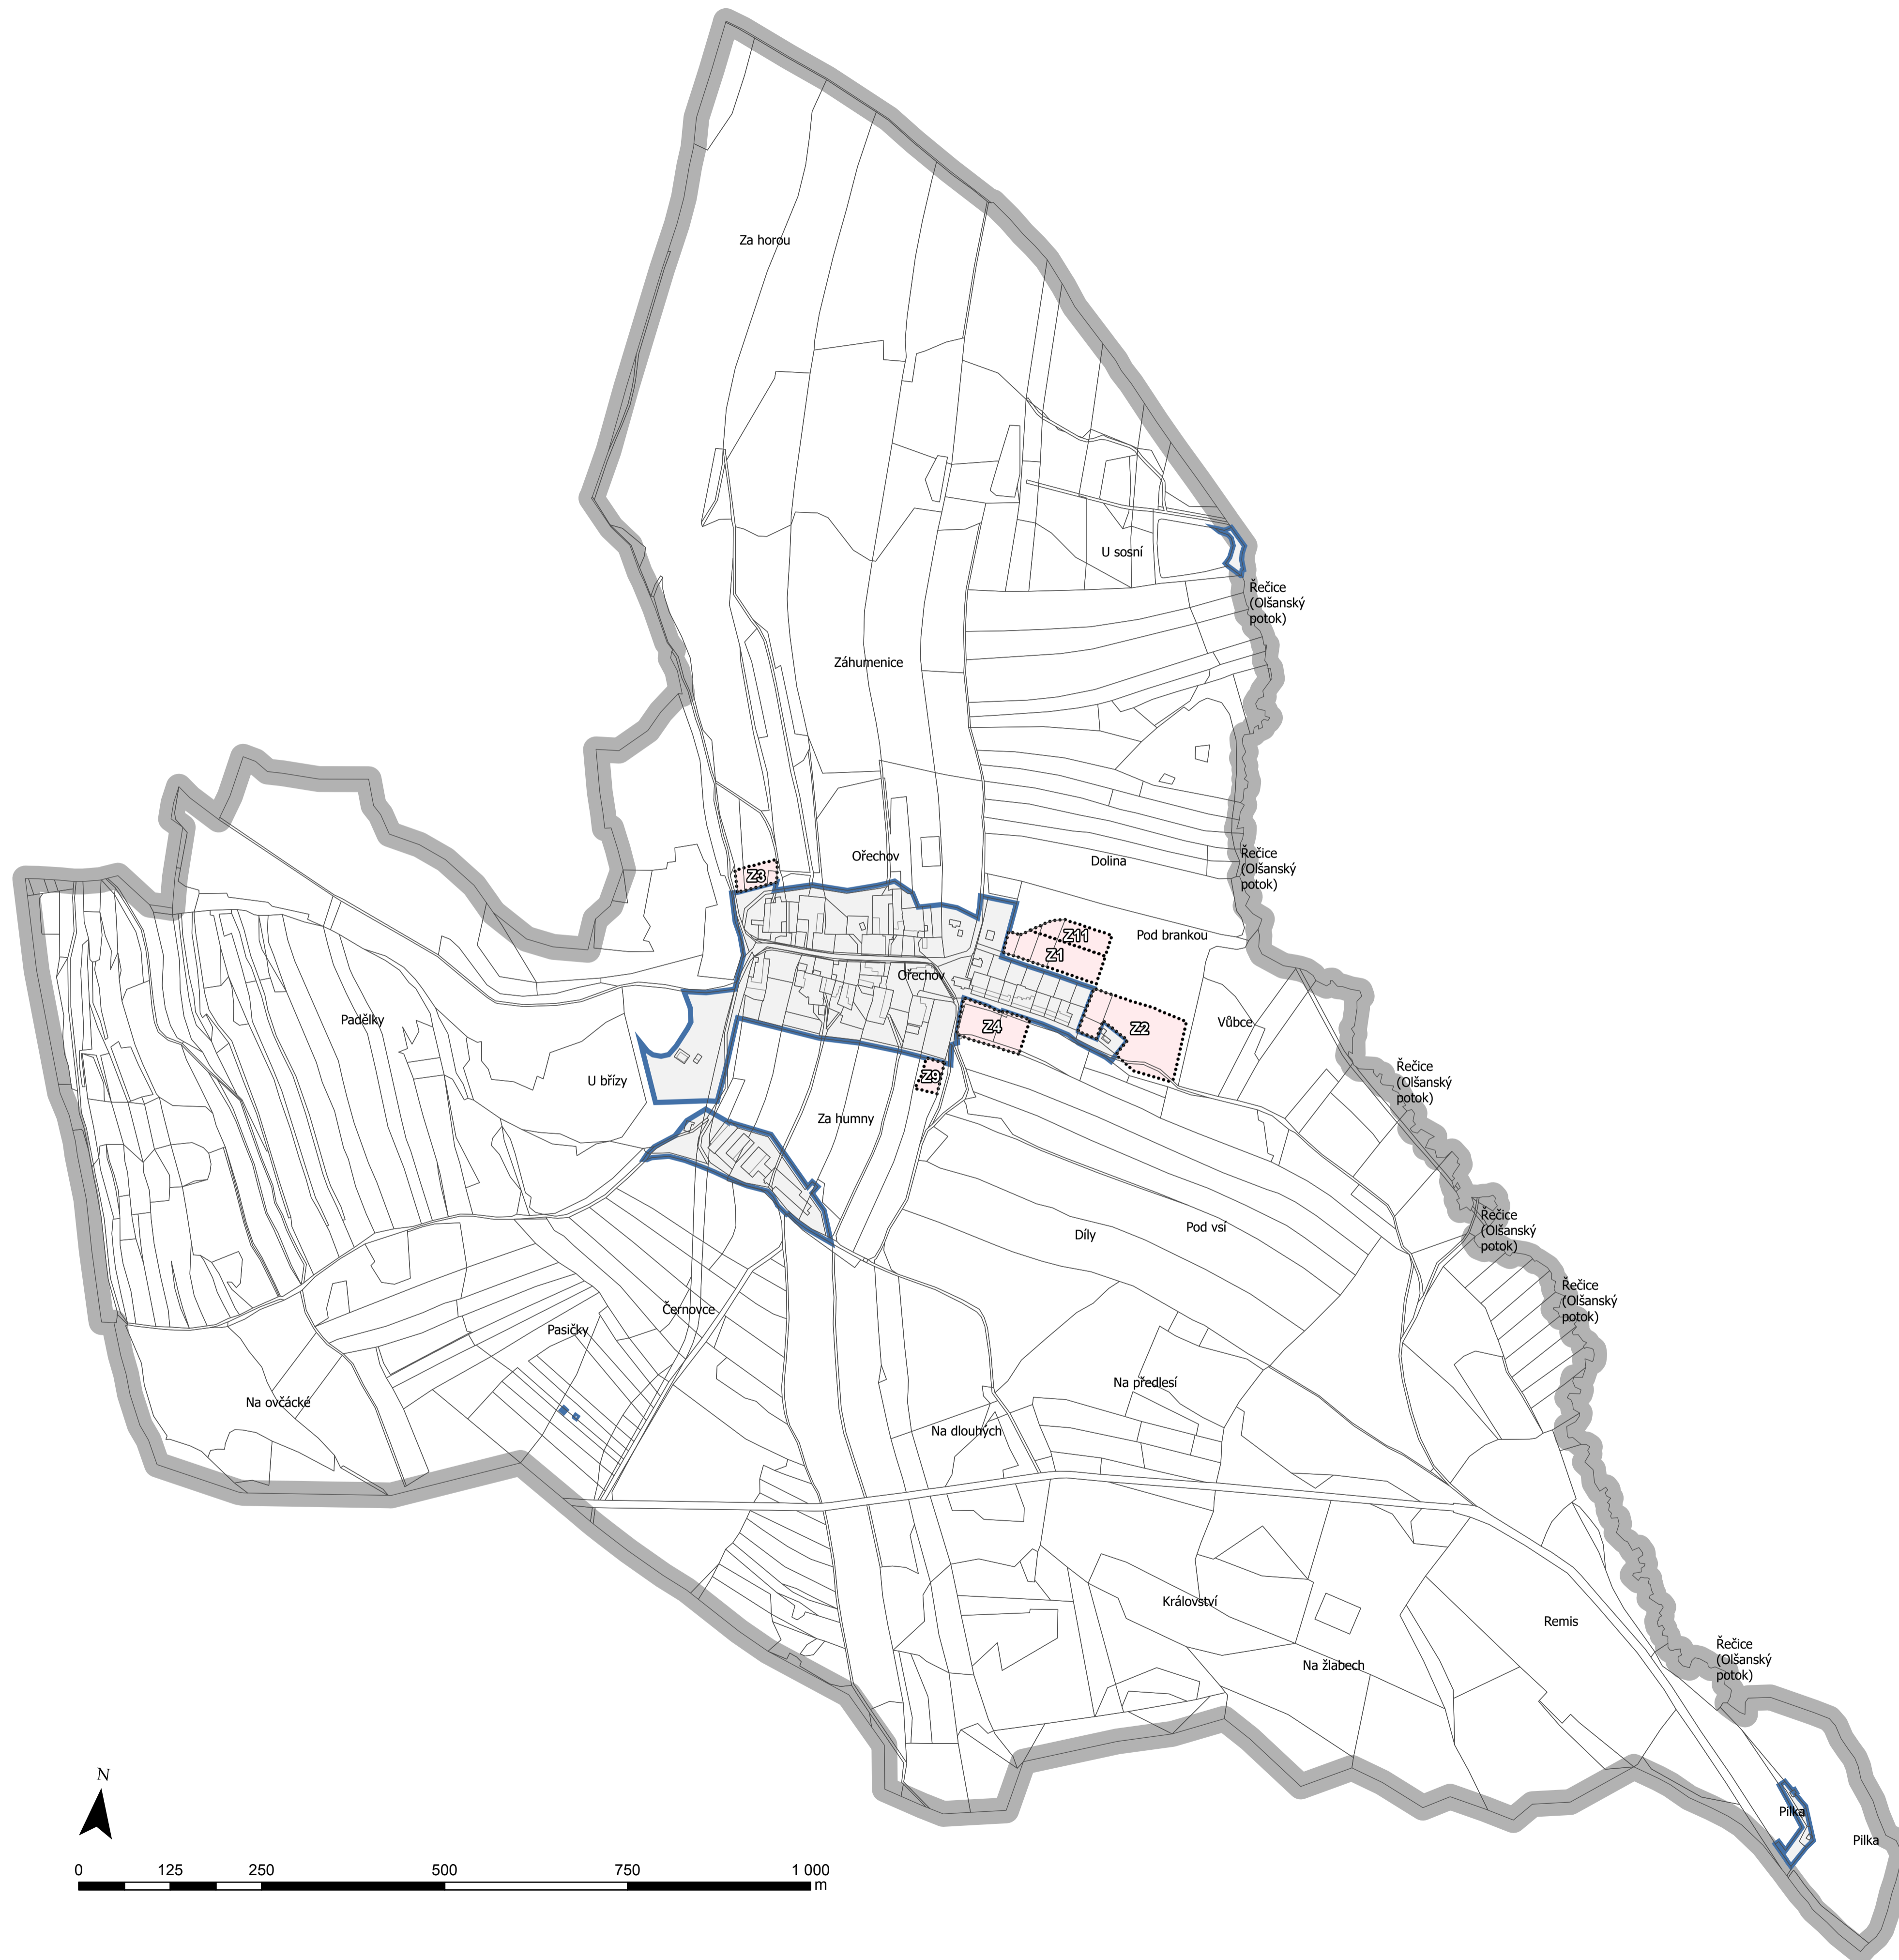 Za horou
U sosní
Řečice
(Olšanský
potok)
Záhumenice
Ořechov
Dolina
Řečice
(Olšanský
potok)
Z3
Z11
Pod brankou
Z1
Ořechov
Padělky
Z4
Z2
Vůbce
Z9
U břízy
Řečice
(Olšanský
potok)
Za humny
Řečice
(Olšanský
potok)
Pod vsí
Díly
Řečice
(Olšanský
potok)
Černovce
Pasičky
Na předlesí
Na ovčácké
Na dlouhých
Království
Remis
Řečice
(Olšanský
potok)
Na žlabech
N
Pilka
Pilka
0 125 250 500 750 1 000
m